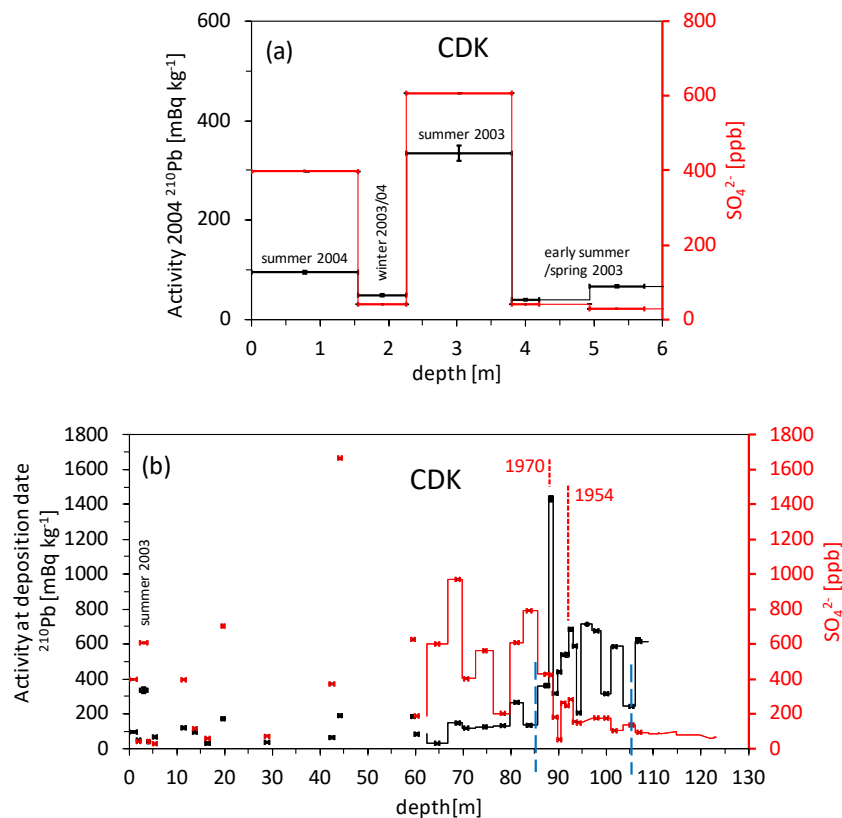 (a)
CDK
Activity 2004 ²¹⁰Pb [mBq kg⁻¹]
600
400
200
0
800
600
400
200
0
SO₄²⁻ [ppb]
summer 2004
winter 2003/04
summer 2003
early summer
/spring 2003
0 1 2 3 4 5 6
depth [m]
(b)
CDK
Activity at deposition date
²¹⁰Pb [mBq kg⁻¹]
1800
1600
1400
1200
1000
800
600
400
200
0
summer 2003
1970
1954
1800
1600
1400
1200
1000
800
600
400
200
0
SO₄²⁻ [ppb]
0 10 20 30 40 50 60 70 80 90 100 110 120 130
depth[m]